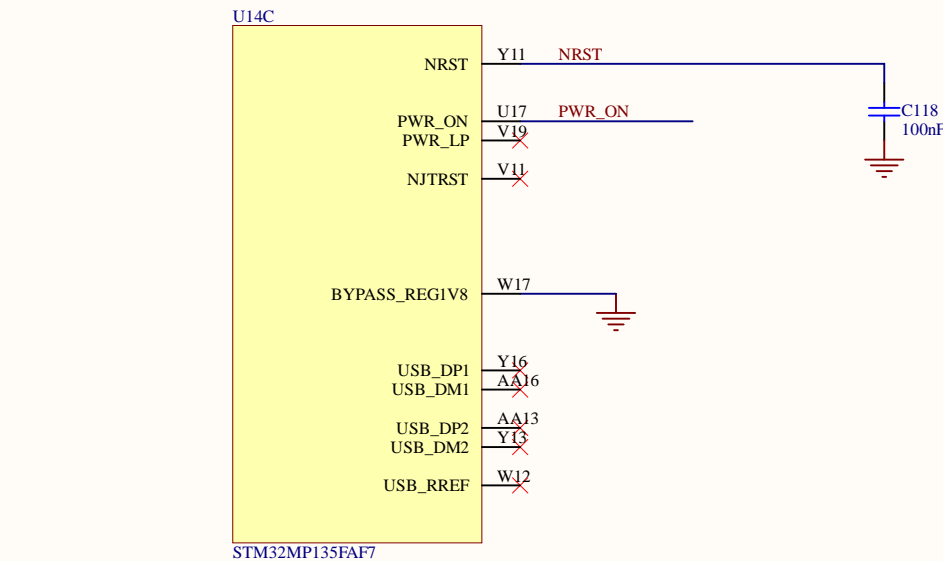 U14C
NRST Y11 NRST
PWR_ON U17 PWR_ON
C118
100nF
PWR_LP V19
NJTRST V11
BYPASS_REG1V8 W17
USB_DP1 Y16
USB_DM1 AA16
USB_DP2 AA13
USB_DM2 Y13
USB_RREF W12
STM32MP135FAF7